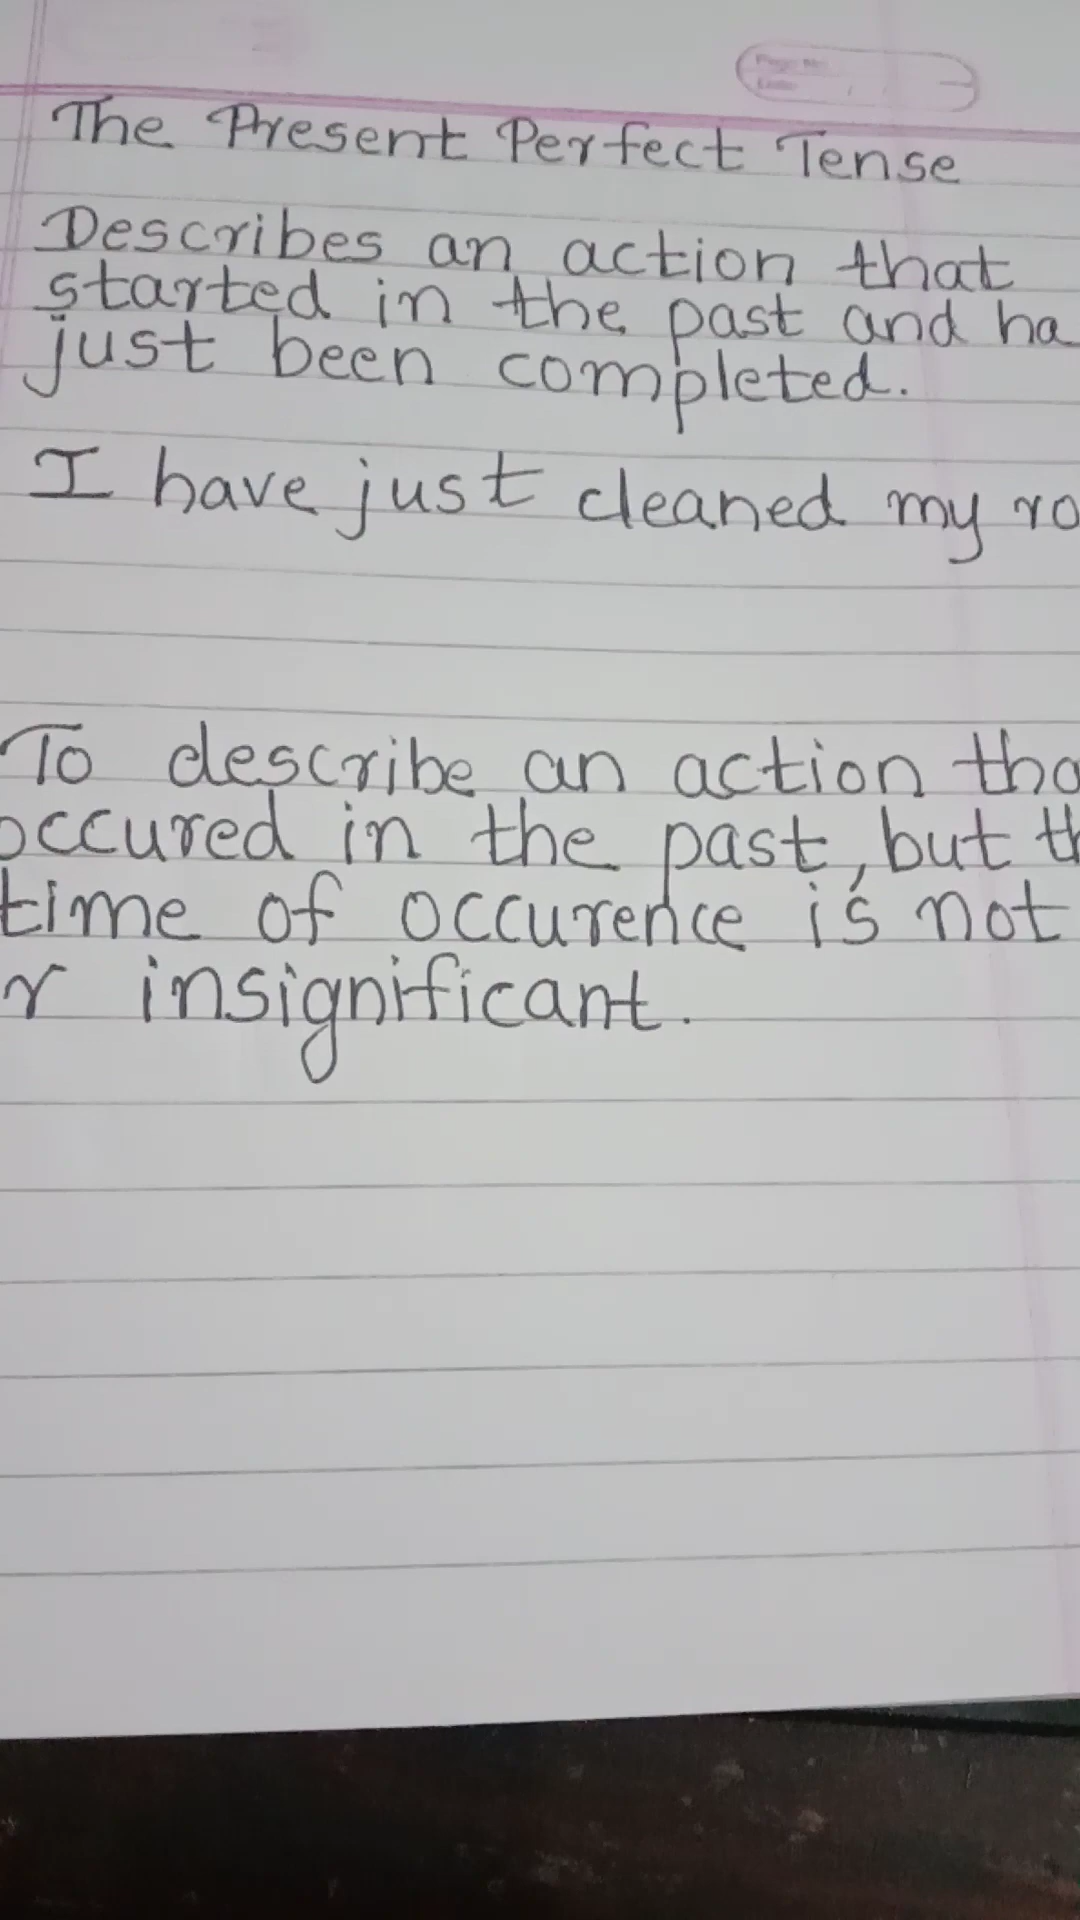 The Present Perfect Tense
Describes an action that
started in the past and ha
just been completed.
I have just cleaned my ro
To describe an action tha
occured in the past, but th
time of occurence is not
r insignificant.